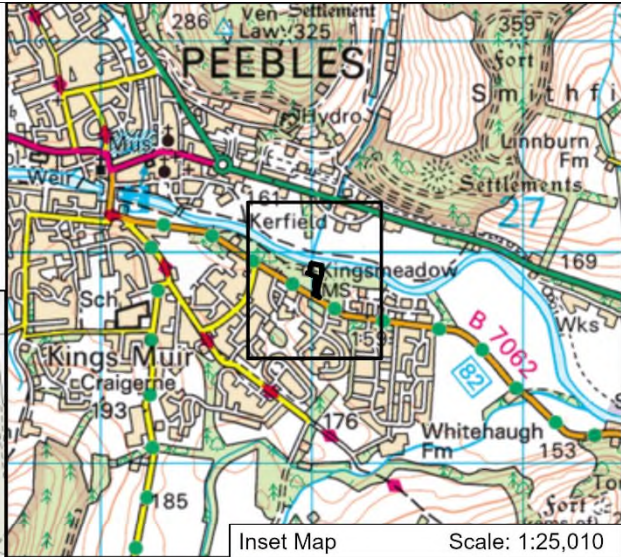 286
Ven
Settlement
Law 325
359
PEEBLES
Fort
Smithfi
Hydro
Mus
Linnburn
Fm
Weir
Settlements
161
Kerfield
27
Kingsmeadow
169
MS
Sch
B 7062
Wks
159
Kings Muir
Craigerne
82
193
176
Whitehaugh
Fm
153
185
Fort
Inset Map
Scale: 1:25,010